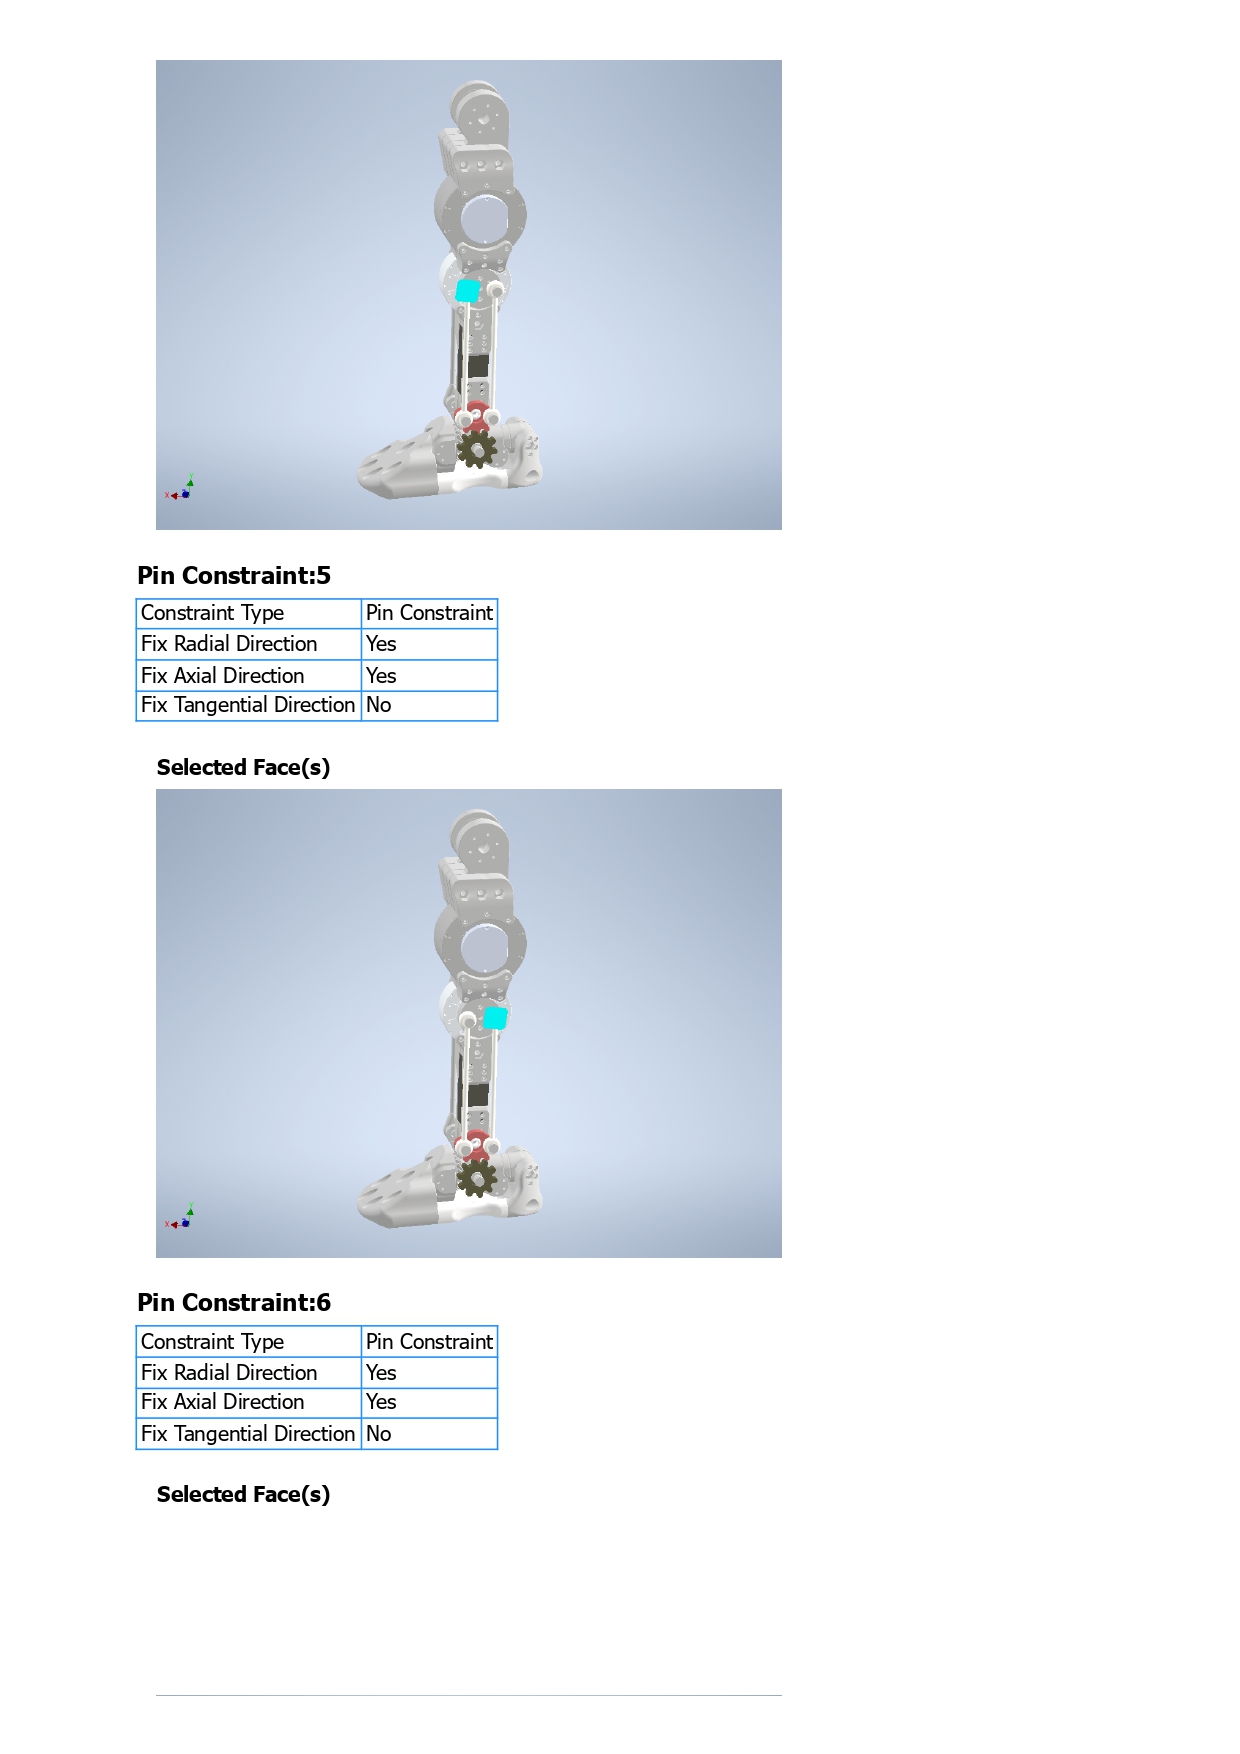 Pin Constraint:5
Constraint Type Pin Constraint
Fix Radial Direction Yes
Fix Axial Direction Yes
Fix Tangential Direction No
Selected Face(s)
Pin Constraint:6
Constraint Type Pin Constraint
Fix Radial Direction Yes
Fix Axial Direction Yes
Fix Tangential Direction No
Selected Face(s)